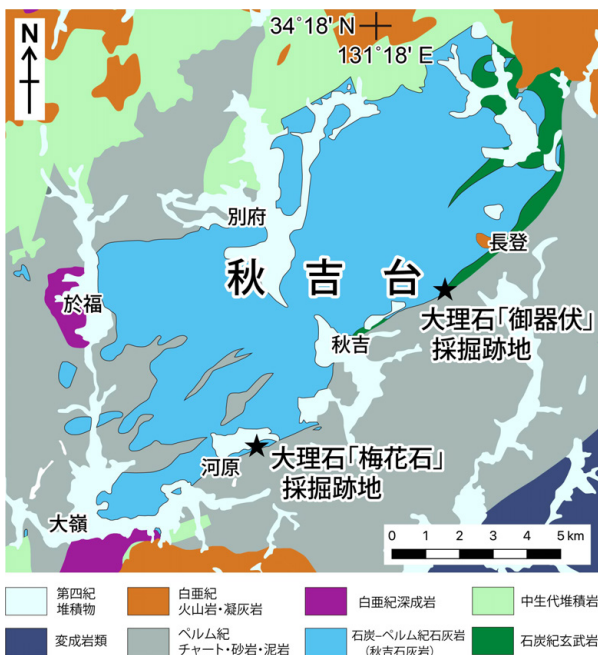 N
34°18' N
131°18' E
別府
秋吉台
長登
於福
大理石「御器伏」
採掘跡地
秋吉
大理石「梅花石」
採掘跡地
河原
大嶺
0 1 2 3 4 5 km
第四紀
堆積物
白亜紀
火山岩・凝灰岩
白亜紀深成岩
中生代堆積岩
変成岩類
ペルム紀
チャート・砂岩・泥岩
石炭-ペルム紀石灰岩
（秋吉石灰岩）
石炭紀玄武岩